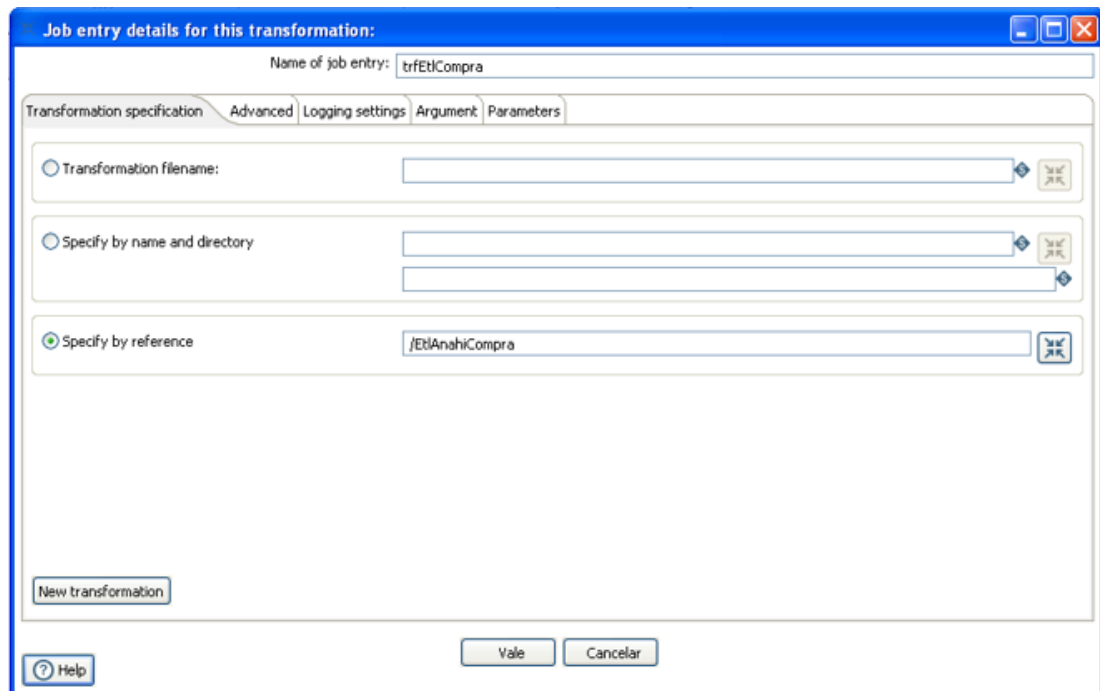 Job entry details for this transformation:
Name of job entry: trfEtlCompra
Transformation specification Advanced Logging settings Argument Parameters
Transformation filename:
Specify by name and directory
Specify by reference /EtlAnahiCompra
New transformation
Vale Cancelar
Help